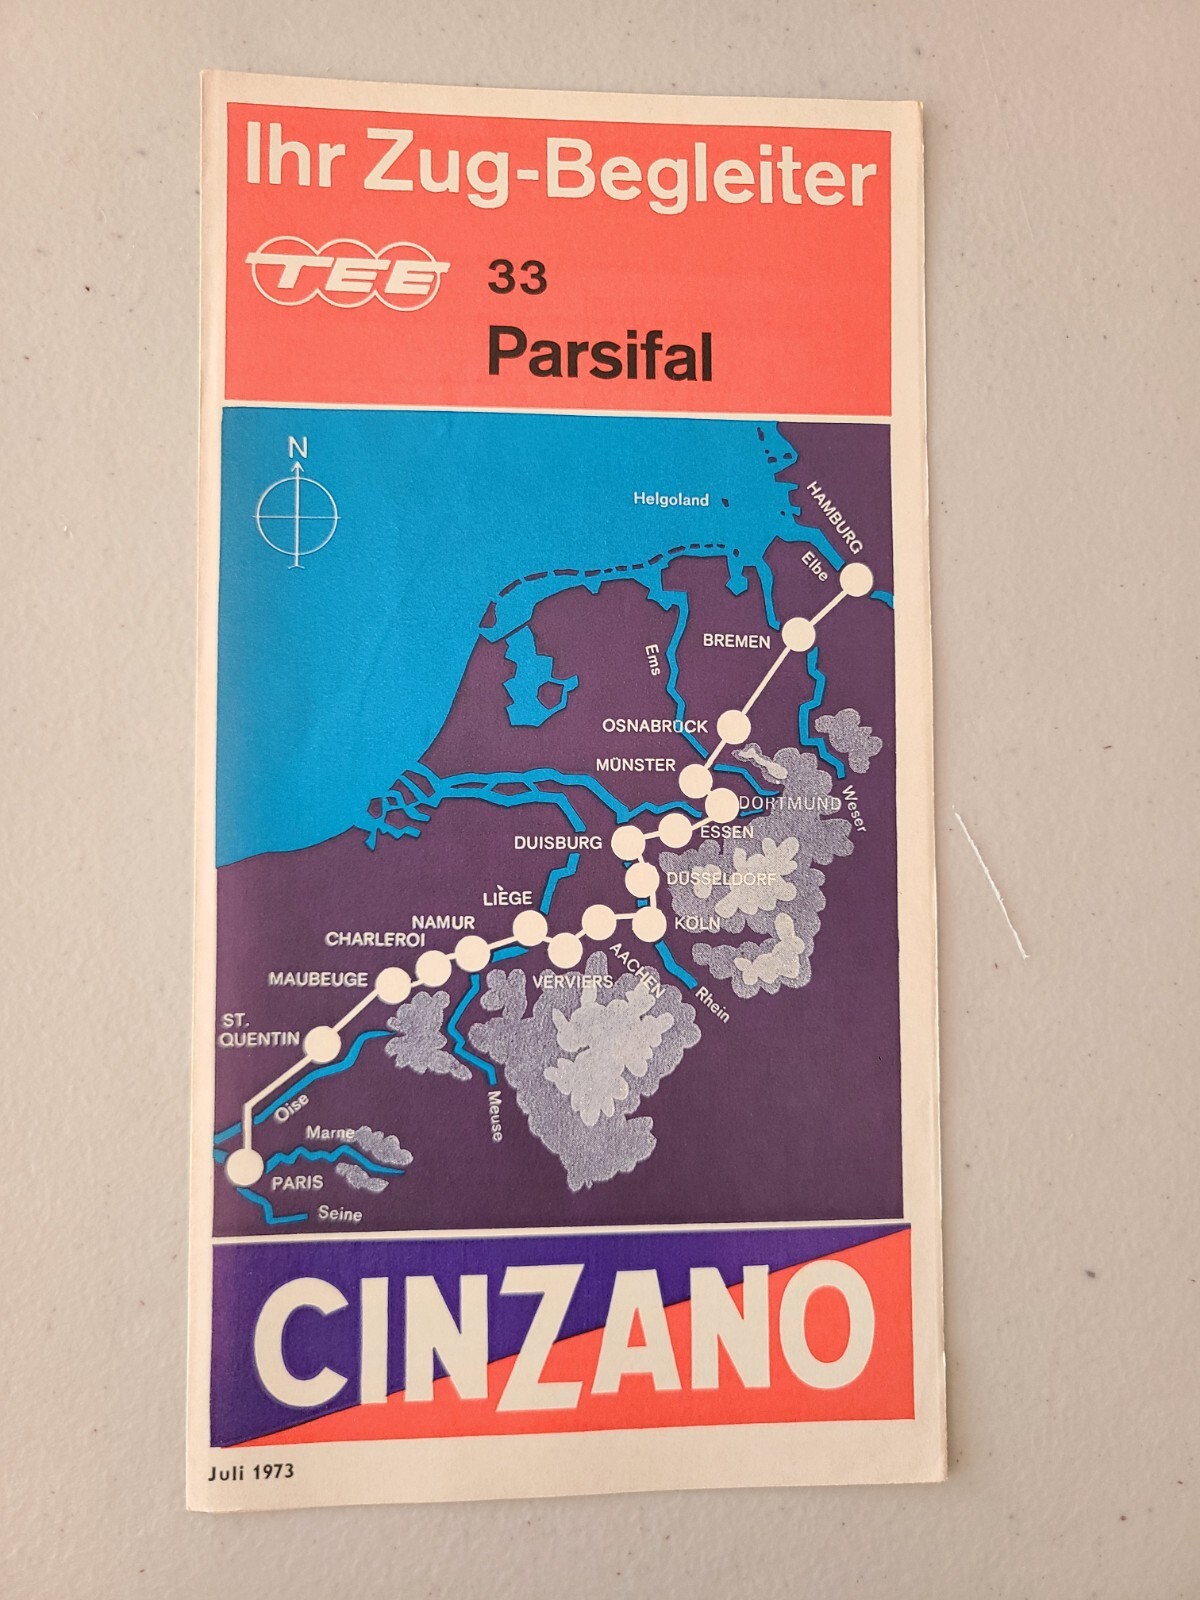 Ihr Zug-Begleiter
TEE
33
Parsifal
N
Helgoland
HAMBURG
Elbe
BREMEN
Ems
OSNABRÜCK
MÜNSTER
DORTMUND
Weser
ESSEN
DUISBURG
DÜSSELDORF
LIÈGE
KÖLN
NAMUR
CHARLEROI
AACHEN
VERVIERS
MAUBEUGE
Rhein
ST.
QUENTIN
Oise
Meuse
Marne
PARIS
Seine
CINZANO
Juli 1973